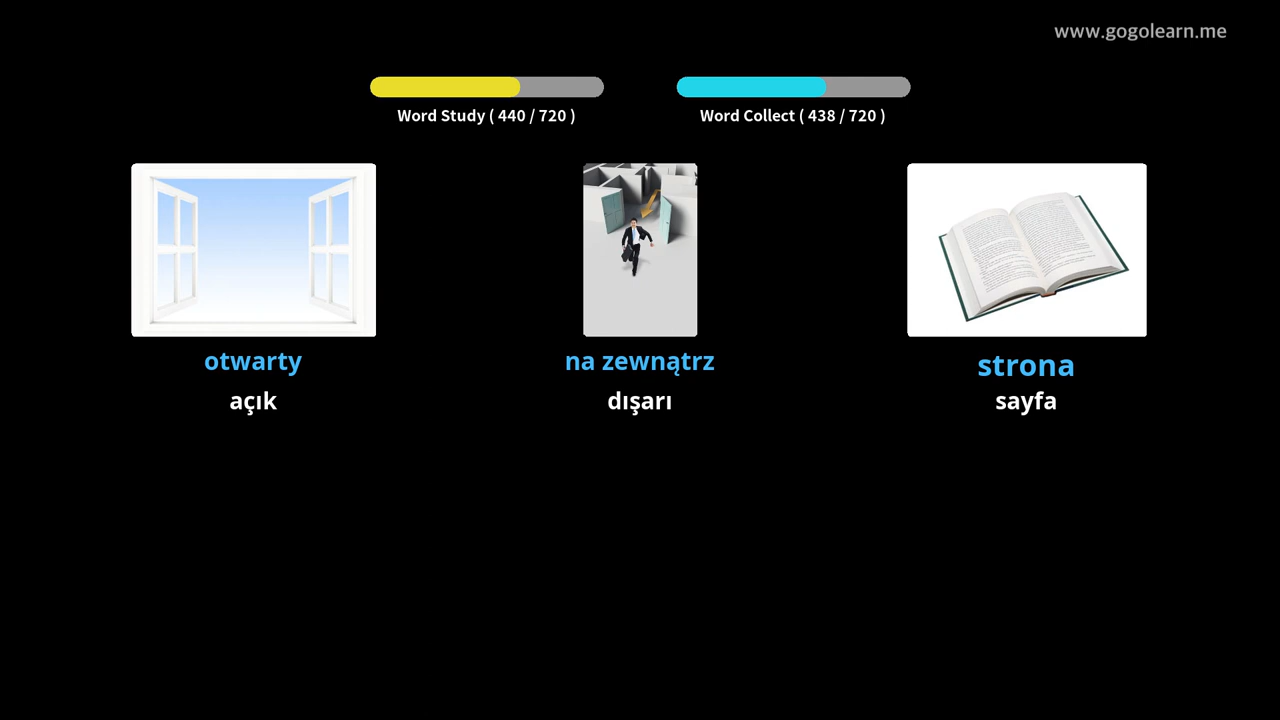 www.gogolearn.me
Word Study ( 440 / 720 )
Word Collect ( 438 / 720 )
otwarty
açık
na zewnątrz
dışarı
strona
sayfa